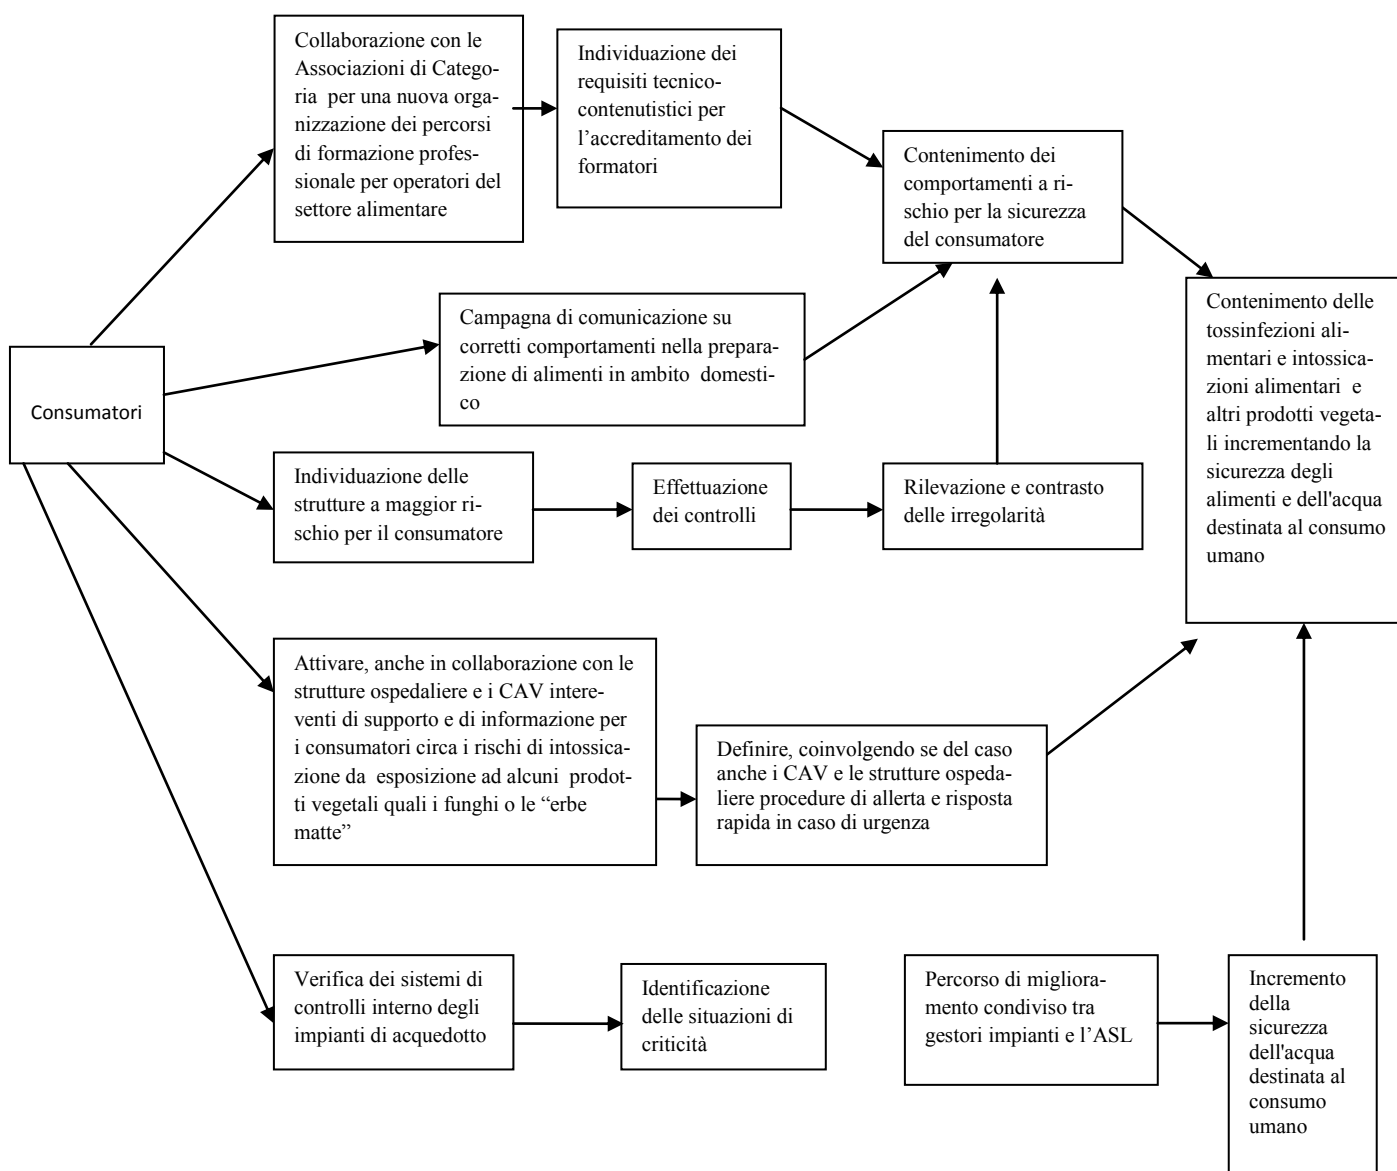 Collaborazione con le
Associazioni di Catego-
ria per una nuova orga-
nizzazione dei percorsi
di formazione profes-
sionale per operatori del
settore alimentare
Individuazione dei
requisiti tecnico-
contenutistici per
l’accreditamento dei
formatori
Contenimento dei
comportamenti a ri-
schio per la sicurezza
del consumatore
Campagna di comunicazione su
corretti comportamenti nella prepara-
zione di alimenti in ambito domesti-
co
Contenimento delle
tossinfezioni ali-
mentari e intossica-
zioni alimentari e
altri prodotti vegeta-
li incrementando la
sicurezza degli
alimenti e dell'acqua
destinata al consumo
umano
Consumatori
Individuazione delle
strutture a maggior ri-
schio per il consumatore
Effettuazione
dei controlli
Rilevazione e contrasto
delle irregolarità
Attivare, anche in collaborazione con le
strutture ospedaliere e i CAV intere-
venti di supporto e di informazione per
i consumatori circa i rischi di intossica-
zione da esposizione ad alcuni prodot-
ti vegetali quali i funghi o le “erbe
matte”
Definire, coinvolgendo se del caso
anche i CAV e le strutture ospeda-
liere procedure di allerta e risposta
rapida in caso di urgenza
Verifica dei sistemi di
controlli interno degli
impianti di acquedotto
Identificazione
delle situazioni di
criticità
Percorso di migliora-
mento condiviso tra
gestori impianti e l’ASL
Incremento
della
sicurezza
dell'acqua
destinata al
consumo
umano